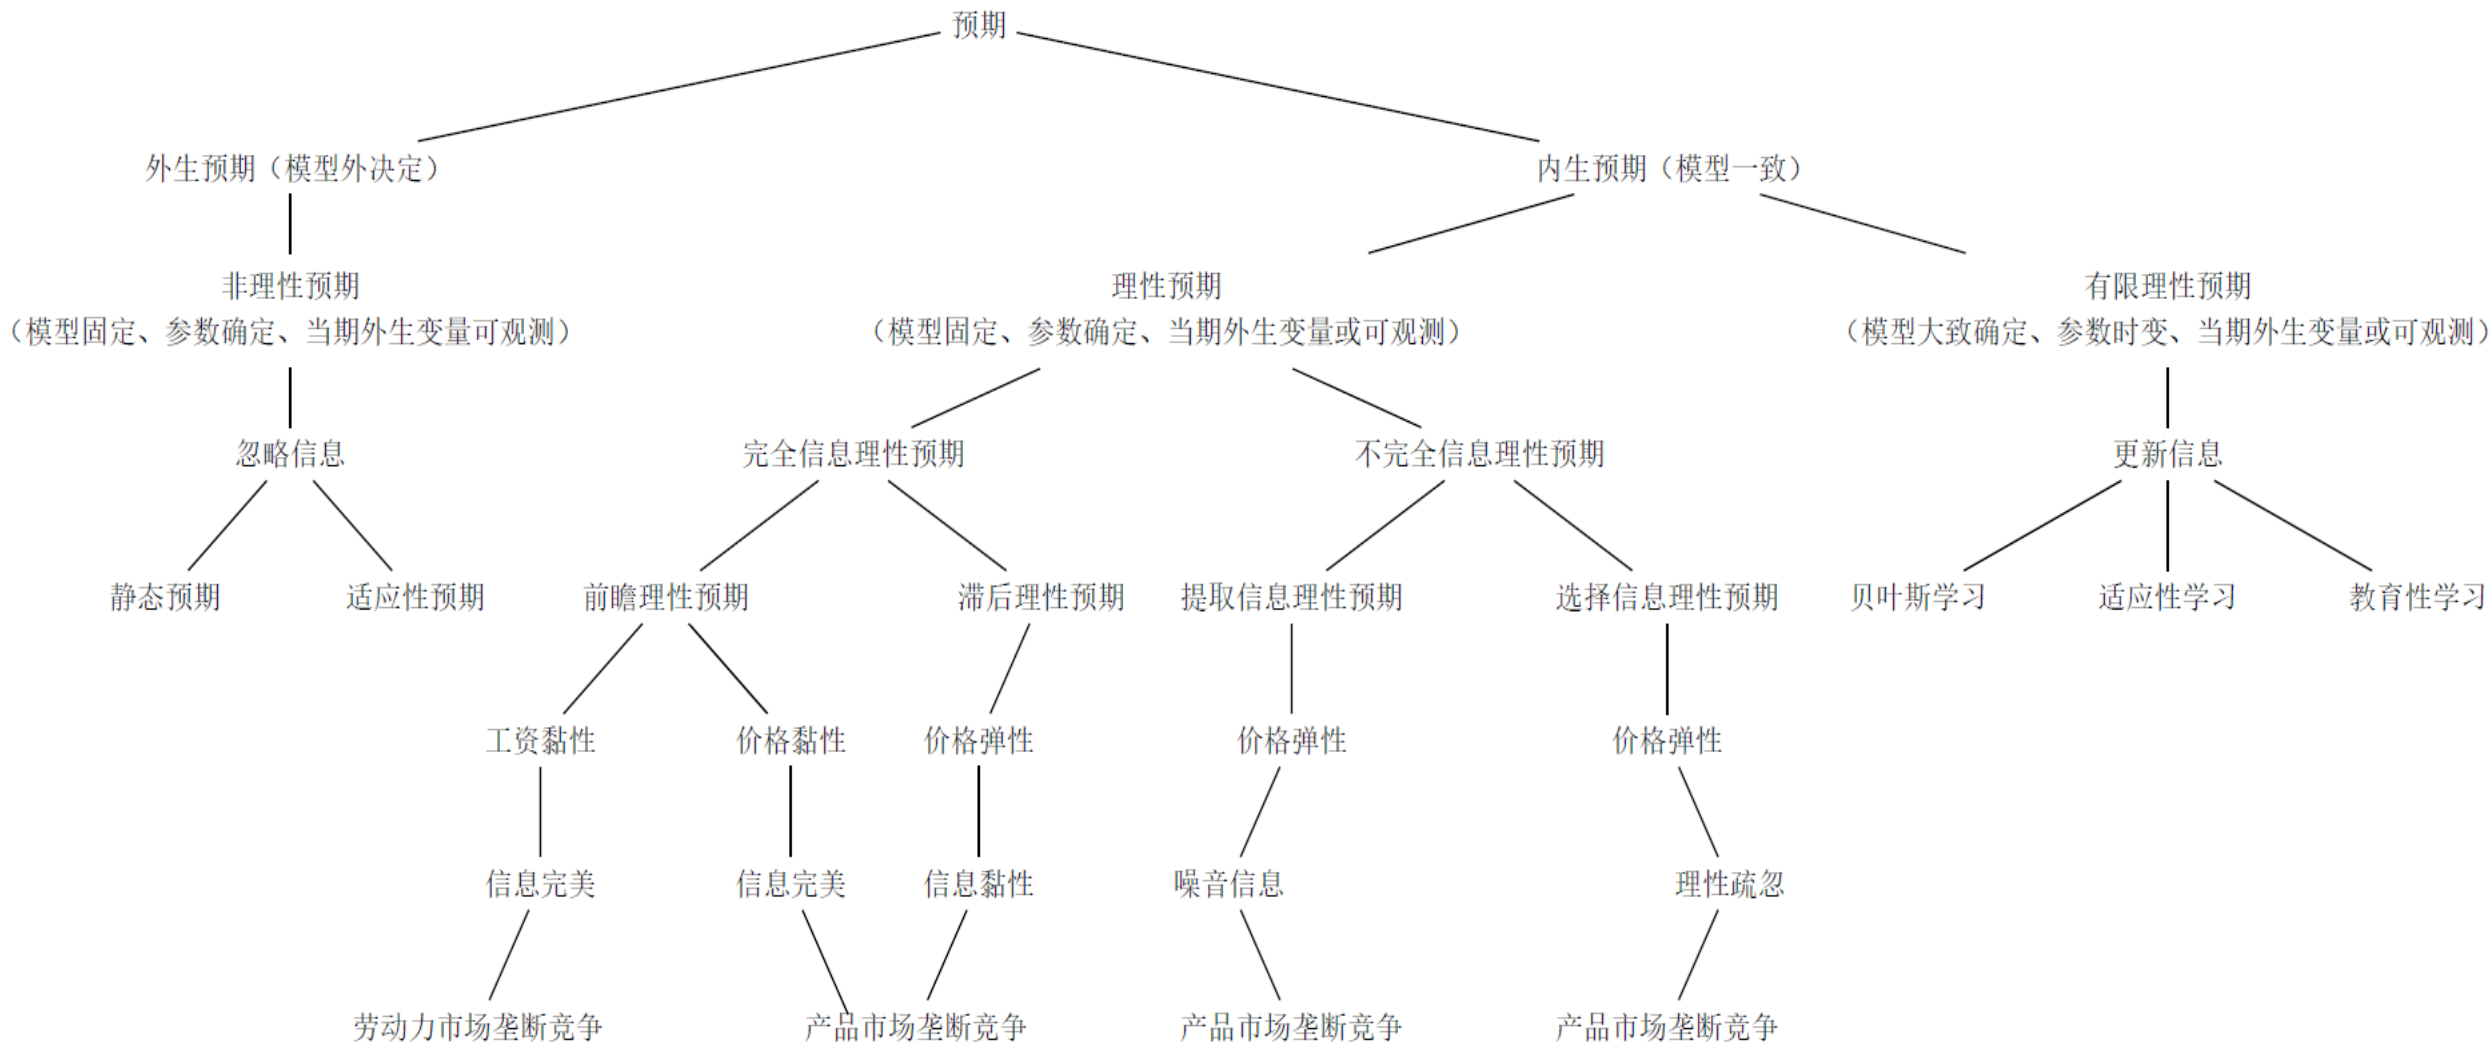 预期
外生预期（模型外决定）
内生预期（模型一致）
非理性预期
（模型固定、参数确定、当期外生变量可观测）
理性预期
（模型固定、参数确定、当期外生变量或可观测）
有限理性预期
（模型大致确定、参数时变、当期外生变量或可观测）
忽略信息
完全信息理性预期
不完全信息理性预期
更新信息
静态预期
适应性预期
前瞻理性预期
滞后理性预期
提取信息理性预期
选择信息理性预期
贝叶斯学习
适应性学习
教育性学习
工资黏性
价格黏性
价格弹性
价格弹性
价格弹性
信息完美
信息完美
信息黏性
噪音信息
理性疏忽
劳动力市场垄断竞争
产品市场垄断竞争
产品市场垄断竞争
产品市场垄断竞争